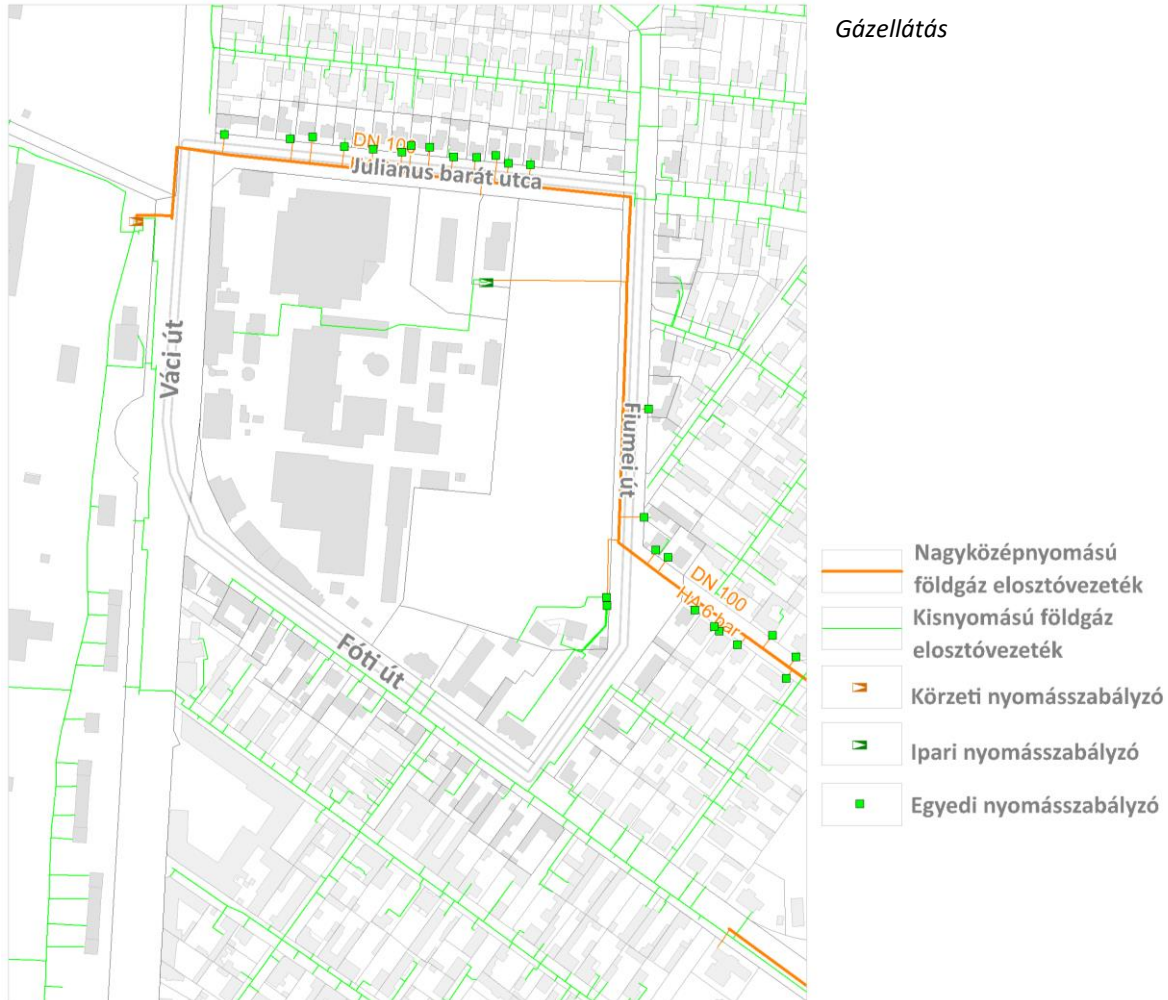 Gázellátás
DN 100
Julianus barát utca
Váci út
Fiumei út
DN 100
HA 6 bar
Fóti út
Nagyközépnyomású
földgáz elosztóvezeték
Kisnyomású földgáz
elosztóvezeték
Körzeti nyomásszabályzó
Ipari nyomásszabályzó
Egyedi nyomásszabályzó